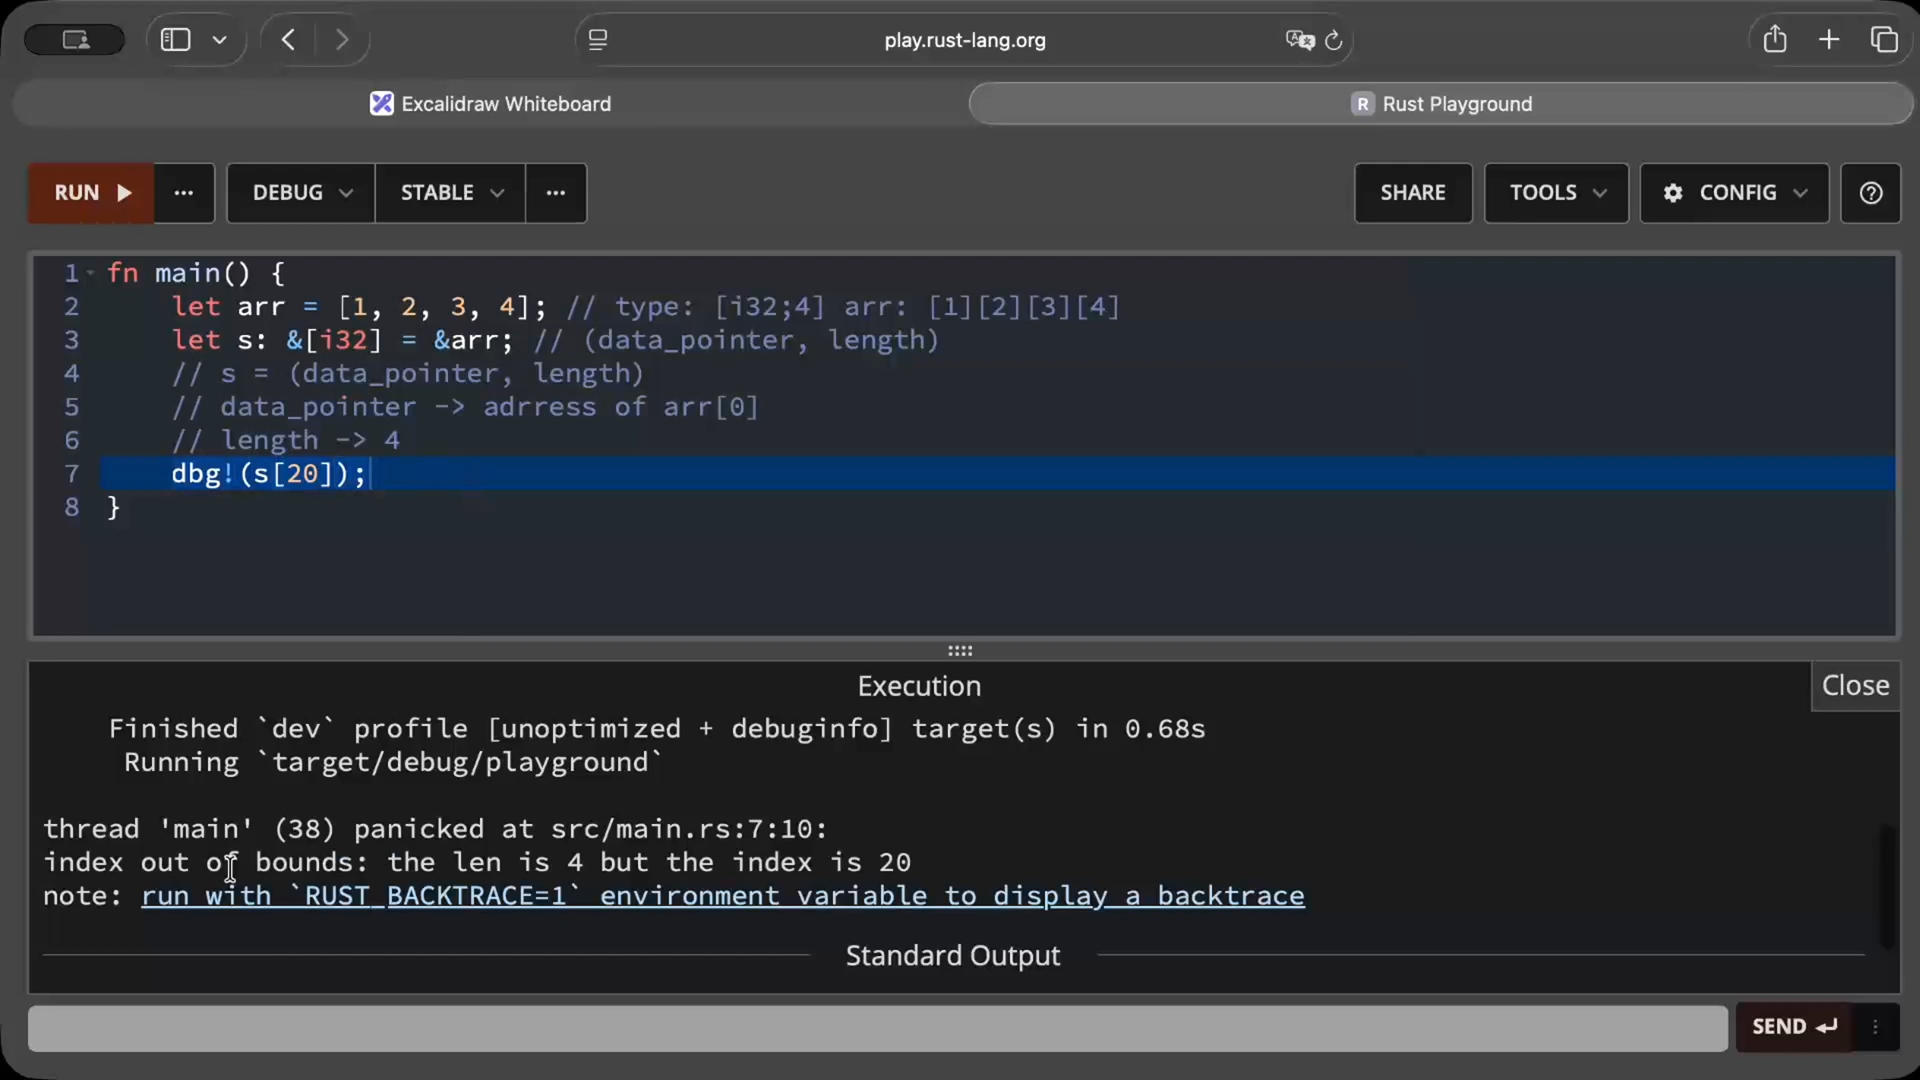 play.rust-lang.org
Excalidraw Whiteboard
R Rust Playground
RUN ... DEBUG STABLE ... SHARE TOOLS CONFIG ?
1 fn main() {
2 let arr = [1, 2, 3, 4]; // type: [i32;4] arr: [1][2][3][4]
3 let s: &[i32] = &arr; // (data_pointer, length)
4 // s = (data_pointer, length)
5 // data_pointer -> adrress of arr[0]
6 // length -> 4
7 dbg!(s[20]);
8 }
Execution
Close
Finished `dev` profile [unoptimized + debuginfo] target(s) in 0.68s
Running `target/debug/playground`
thread 'main' (38) panicked at src/main.rs:7:10:
index out of bounds: the len is 4 but the index is 20
note: run with `RUST_BACKTRACE=1` environment variable to display a backtrace
Standard Output
SEND